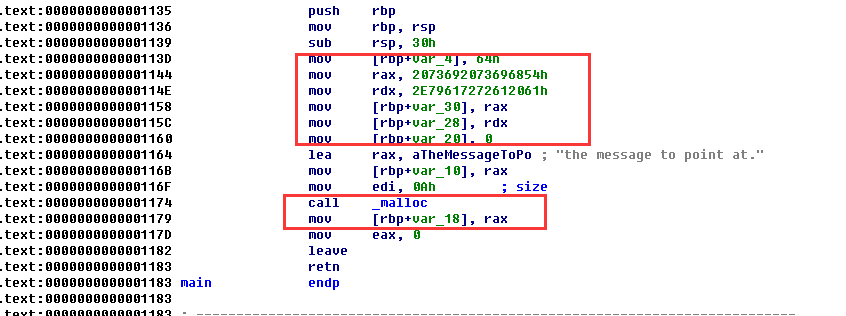 .text:0000000000001135 push rbp
.text:0000000000001136 mov rbp, rsp
.text:0000000000001139 sub rsp, 30h
.text:000000000000113D mov [rbp+var_4], 64h
.text:0000000000001144 mov rax, 2073692073696854h
.text:000000000000114E mov rdx, 2E79617272612061h
.text:0000000000001158 mov [rbp+var_30], rax
.text:000000000000115C mov [rbp+var_28], rdx
.text:0000000000001160 mov [rbp+var_20], 0
.text:0000000000001164 lea rax, aTheMessageToPo ; "the message to point at."
.text:000000000000116B mov [rbp+var_10], rax
.text:000000000000116F mov edi, 0Ah ; size
.text:0000000000001174 call _malloc
.text:0000000000001179 mov [rbp+var_18], rax
.text:000000000000117D mov eax, 0
.text:0000000000001182 leave
.text:0000000000001183 retn
.text:0000000000001183 main endp
.text:0000000000001183
.text:0000000000001183 ; ---------------------------------------------------------------------------